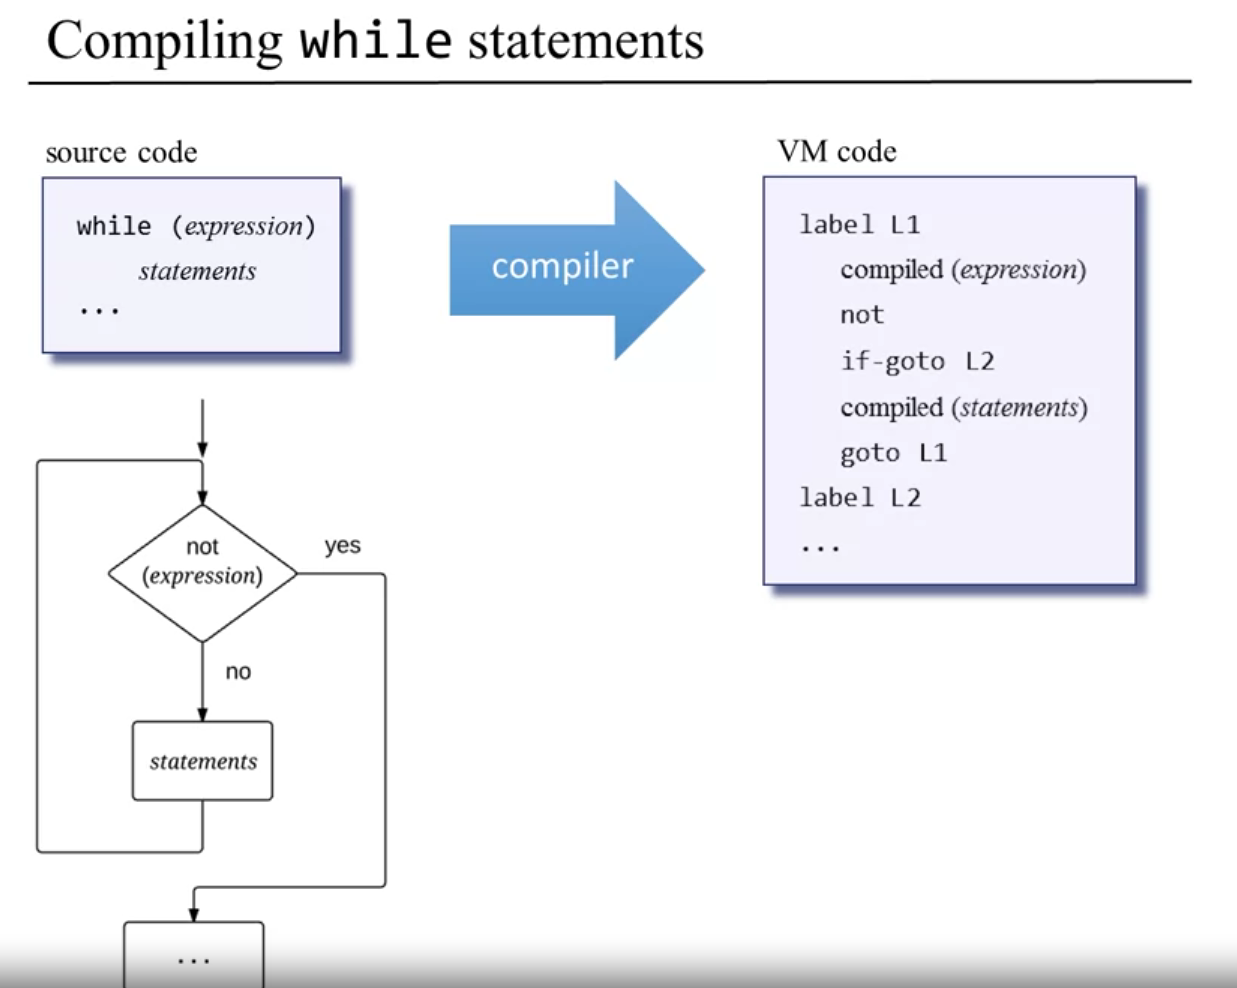 Compiling while statements
source code
while (expression)
statements
...
compiler
VM code
label L1
compiled (expression)
not
if-goto L2
compiled (statements)
goto L1
label L2
...
not
(expression)
yes
no
statements
...